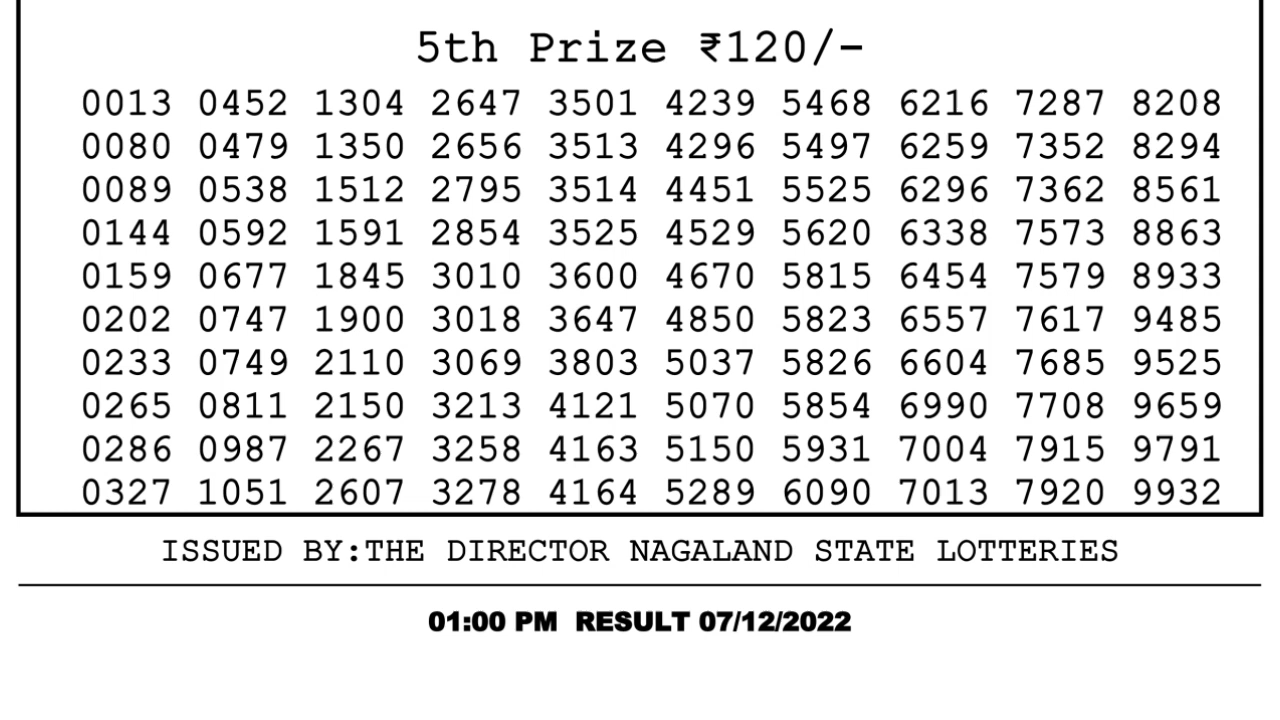 5th Prize ₹120/-
0013 0452 1304 2647 3501 4239 5468 6216 7287 8208
0080 0479 1350 2656 3513 4296 5497 6259 7352 8294
0089 0538 1512 2795 3514 4451 5525 6296 7362 8561
0144 0592 1591 2854 3525 4529 5620 6338 7573 8863
0159 0677 1845 3010 3600 4670 5815 6454 7579 8933
0202 0747 1900 3018 3647 4850 5823 6557 7617 9485
0233 0749 2110 3069 3803 5037 5826 6604 7685 9525
0265 0811 2150 3213 4121 5070 5854 6990 7708 9659
0286 0987 2267 3258 4163 5150 5931 7004 7915 9791
0327 1051 2607 3278 4164 5289 6090 7013 7920 9932
ISSUED BY:THE DIRECTOR NAGALAND STATE LOTTERIES
01:00 PM RESULT 07/12/2022